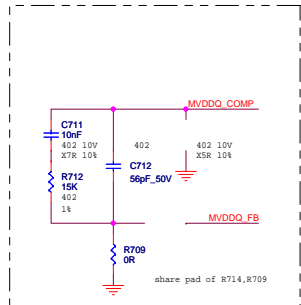 MVDDQ_COMP
C711
10nF
402 10V
X7R 10%
402
402 10V
X5R 10%
C712
56pF_50V
R712
15K
402
1%
MVDDQ_FB
R709
0R
share pad of R714,R709